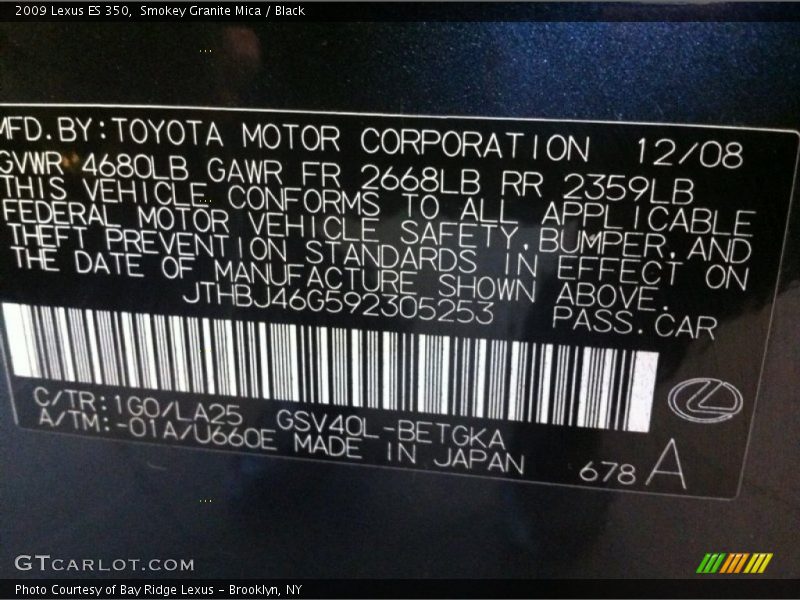 2009 Lexus ES 350, Smokey Granite Mica / Black
MFD.BY:TOYOTA MOTOR CORPORATION 12/08
GVWR 4680LB GAWR FR 2668LB RR 2359LB
THIS VEHICLE CONFORMS TO ALL APPLICABLE
FEDERAL MOTOR VEHICLE SAFETY,BUMPER,AND
THEFT PREVENTION STANDARDS IN EFFECT ON
THE DATE OF MANUFACTURE SHOWN ABOVE.
JTHBJ46G592305253 PASS.CAR
C/TR:1G0/LA25 GSV40L-BETGKA
A/TM:-01A/U660E MADE IN JAPAN 678 A
GTCARLOT.COM
Photo Courtesy of Bay Ridge Lexus - Brooklyn, NY